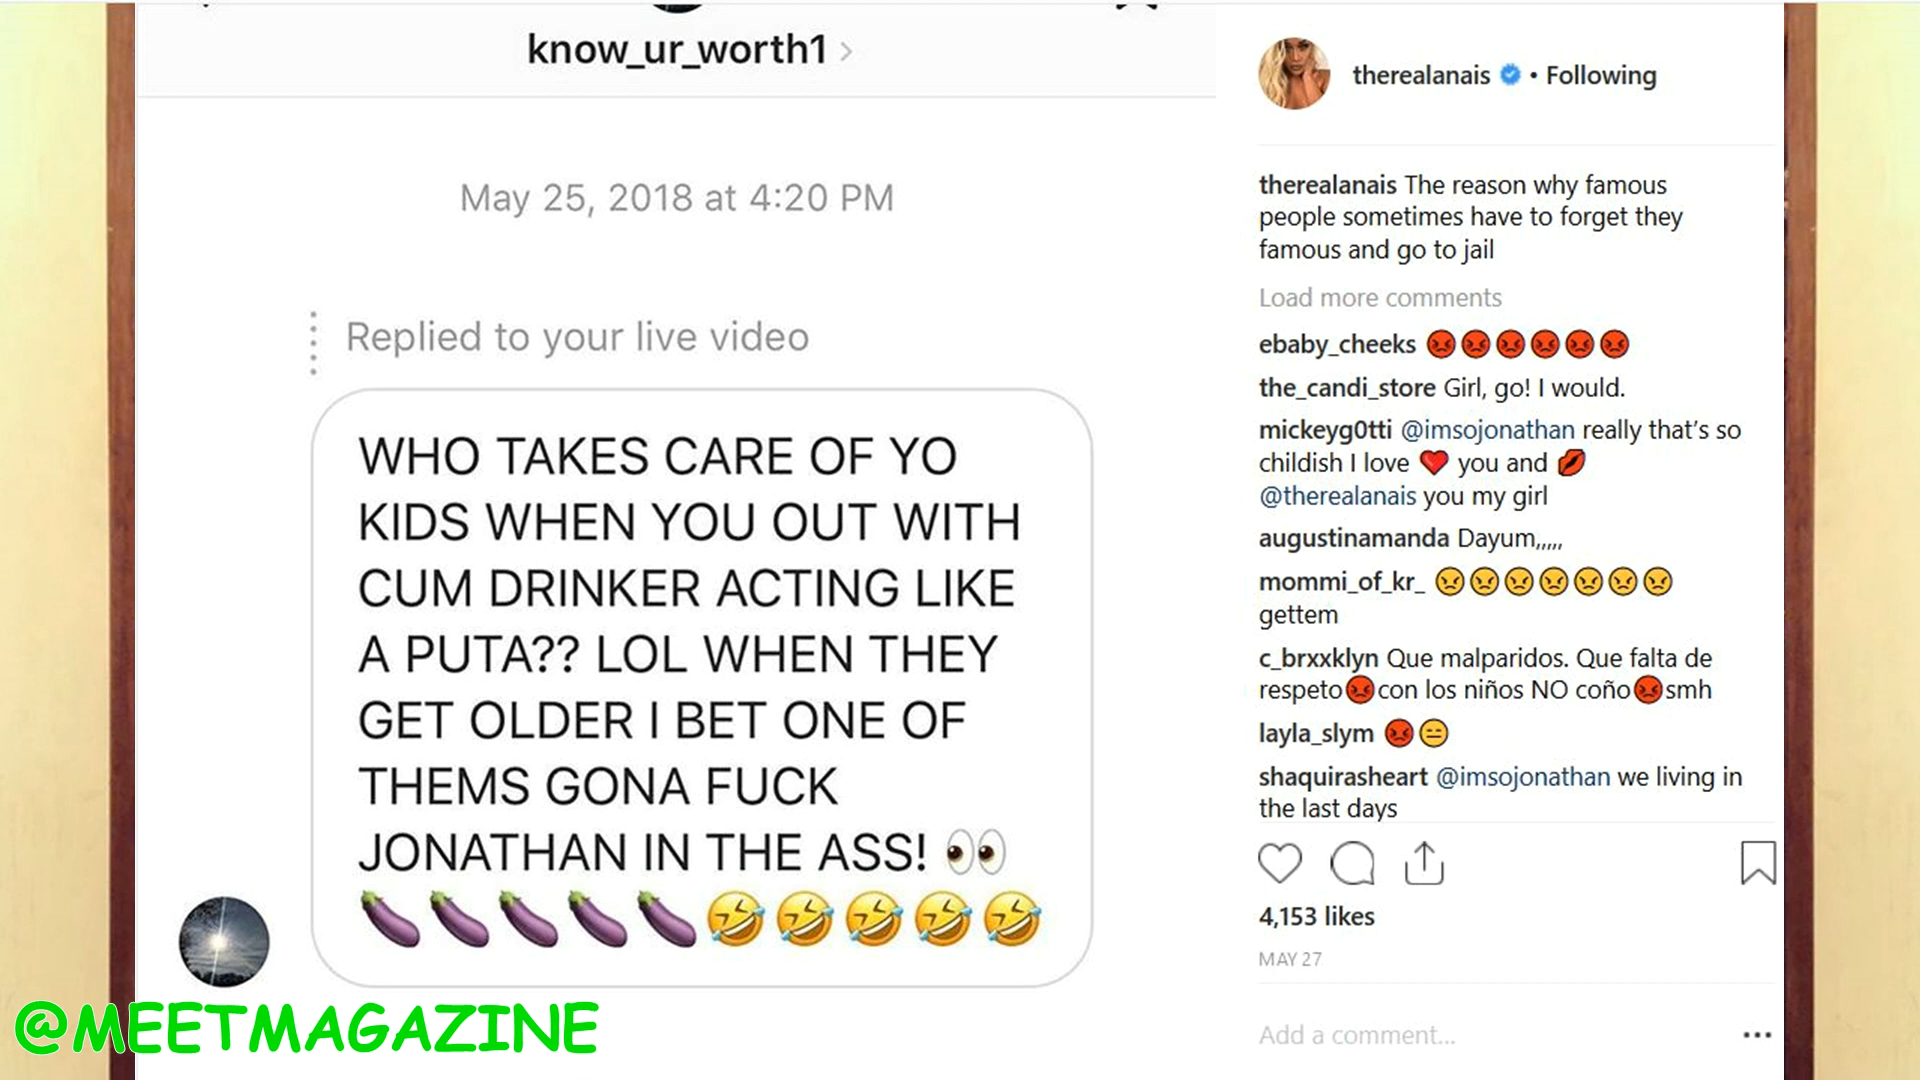 know_ur_worth1
May 25, 2018 at 4:20 PM
Replied to your live video
WHO TAKES CARE OF YO
KIDS WHEN YOU OUT WITH
CUM DRINKER ACTING LIKE
A PUTA?? LOL WHEN THEY
GET OLDER I BET ONE OF
THEMS GONA FUCK
JONATHAN IN THE ASS! 👀
🍆🍆🍆🍆🍆🤣🤣🤣🤣🤣
@MEETMAGAZINE
therealanais • Following
therealanais The reason why famous
people sometimes have to forget they
famous and go to jail
Load more comments
ebaby_cheeks 😡😡😡😡😡😡
the_candi_store Girl, go! I would.
mickeyg0tti @imsojonathan really that's so
childish I love ❤️ you and 💋
@therealanais you my girl
augustinamanda Dayum,,,,,
mommi_of_kr_ 😠😠😠😠😠😠😠
gettem
c_brxxklyn Que malparidos. Que falta de
respeto😡con los niños NO coño😡smh
layla_slym 😡😑
shaquirasheart @imsojonathan we living in
the last days
4,153 likes
MAY 27
Add a comment...